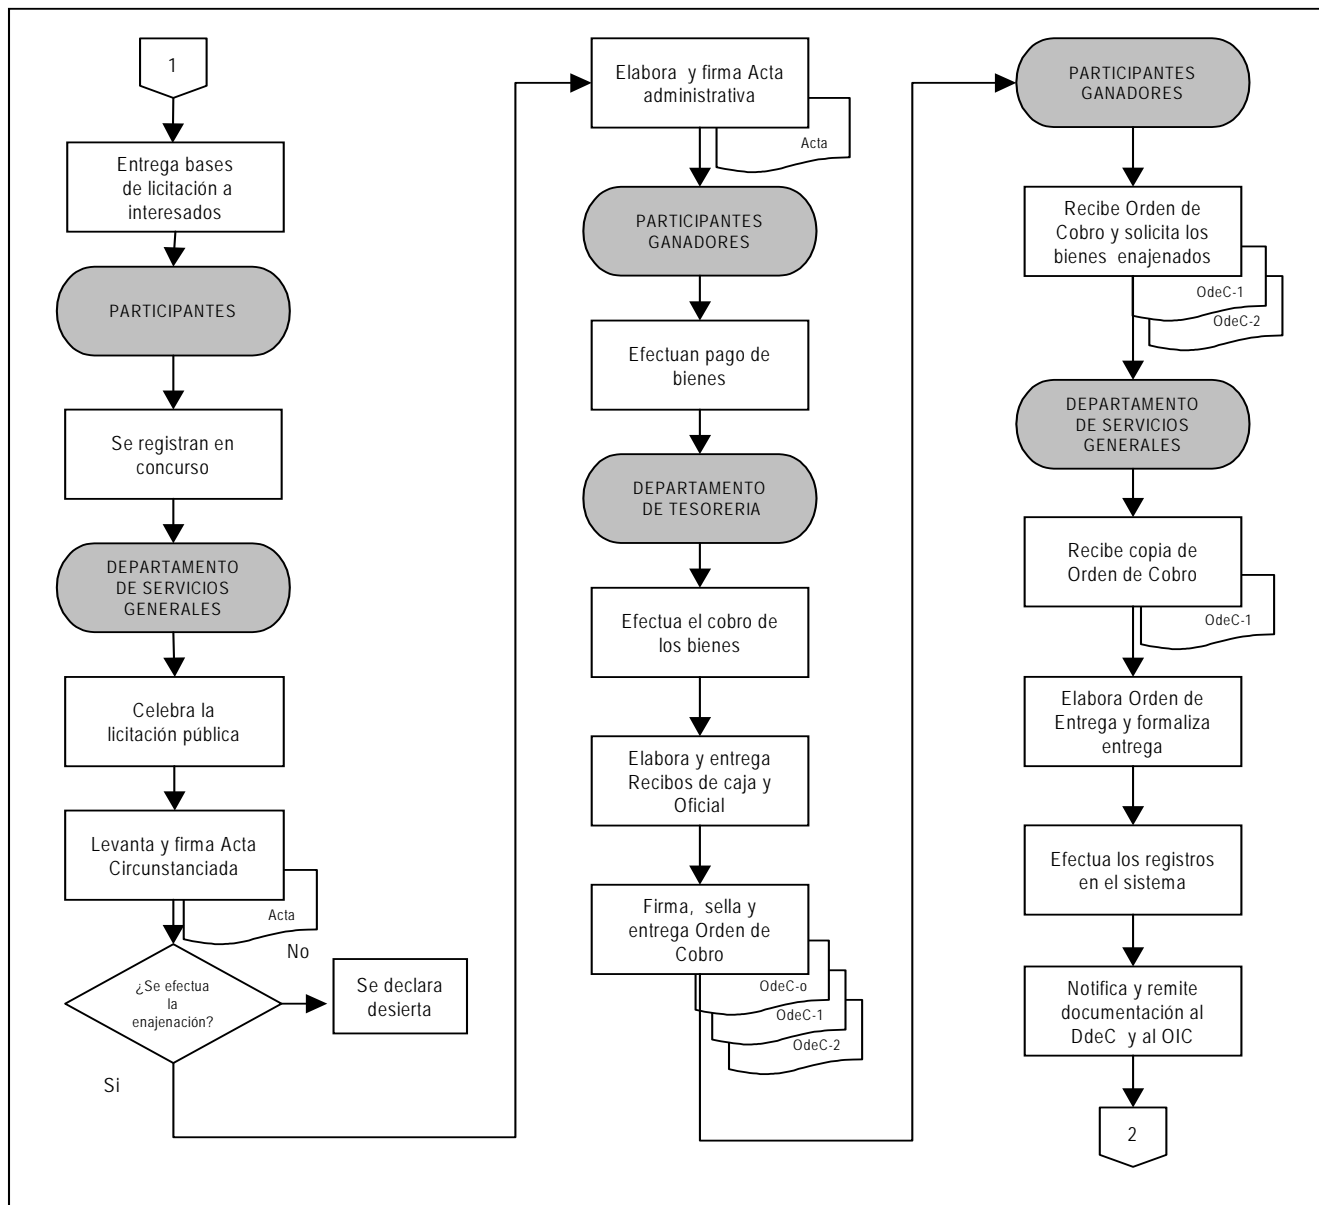 1
Entrega bases
de licitación a
interesados
PARTICIPANTES
Se registran en
concurso
DEPARTAMENTO
DE SERVICIOS
GENERALES
Celebra la
licitación pública
Levanta y firma Acta
Circunstanciada
Acta
No
¿Se efectua
la
enajenación?
Se declara
desierta
Si
Elabora y firma Acta
administrativa
Acta
PARTICIPANTES
GANADORES
Efectuan pago de
bienes
DEPARTAMENTO
DE TESORERIA
Efectua el cobro de
los bienes
Elabora y entrega
Recibos de caja y
Oficial
Firma, sella y
entrega Orden de
Cobro
OdeC-o
OdeC-1
OdeC-2
PARTICIPANTES
GANADORES
Recibe Orden de
Cobro y solicita los
bienes enajenados
OdeC-1
OdeC-2
DEPARTAMENTO
DE SERVICIOS
GENERALES
Recibe copia de
Orden de Cobro
OdeC-1
Elabora Orden de
Entrega y formaliza
entrega
Efectua los registros
en el sistema
Notifica y remite
documentación al
DdeC y al OIC
2